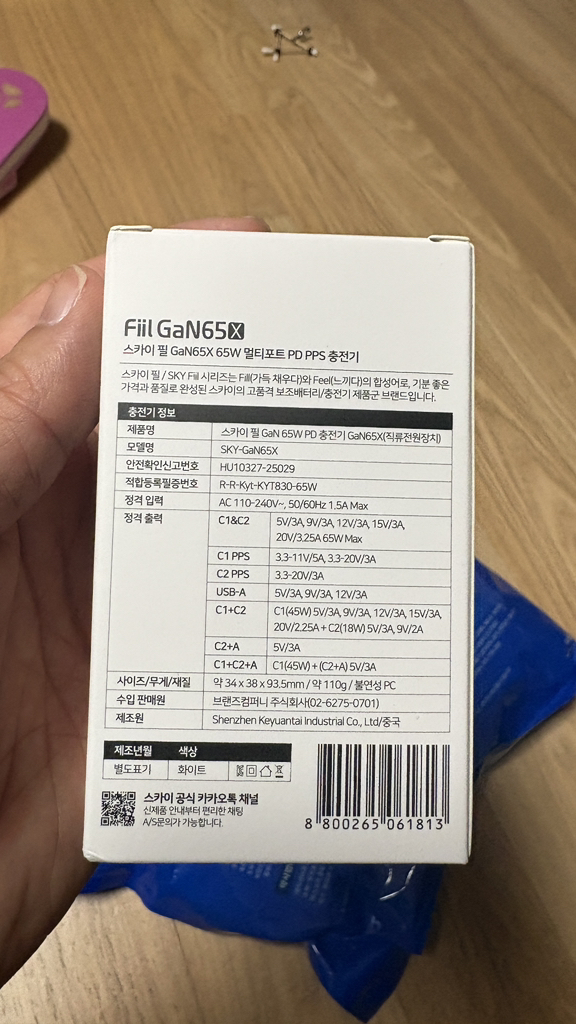 Fiil GaN65X
스카이 필 GaN65X 65W 멀티포트 PD PPS 충전기
스카이 필 / SKY Fiil 시리즈는 Fill(가득 채우다)와 Feel(느끼다)의 합성어로, 기분 좋은
가격과 품질로 완성된 스카이의 고품격 보조배터리/충전기 제품군 브랜드입니다.
충전기 정보
제품명 스카이 필 GaN 65W PD 충전기 GaN65X(직류전원장치)
모델명 SKY-GaN65X
안전확인신고번호 HU10327-25029
적합등록필증번호 R-R-Kyt-KYT830-65W
정격 입력 AC 110-240V~, 50/60Hz 1.5A Max
정격 출력 C1&C2 5V/3A, 9V/3A, 12V/3A, 15V/3A,
20V/3.25A 65W Max
C1 PPS 3.3-11V/5A, 3.3-20V/3A
C2 PPS 3.3-20V/3A
USB-A 5V/3A, 9V/3A, 12V/3A
C1+C2 C1(45W) 5V/3A, 9V/3A, 12V/3A, 15V/3A,
20V/2.25A + C2(18W) 5V/3A, 9V/2A
C2+A 5V/3A
C1+C2+A C1(45W) + (C2+A) 5V/3A
사이즈/무게/재질 약 34 x 38 x 93.5mm / 약 110g / 불연성 PC
수입 판매원 브랜즈컴퍼니 주식회사(02-6275-0701)
제조원 Shenzhen Keyuantai Industrial Co., Ltd/중국
제조년월 색상
별도표기 화이트
스카이 공식 카카오톡 채널
신제품 안내부터 편리한 채팅
A/S문의가 가능합니다.
8 800265 061813